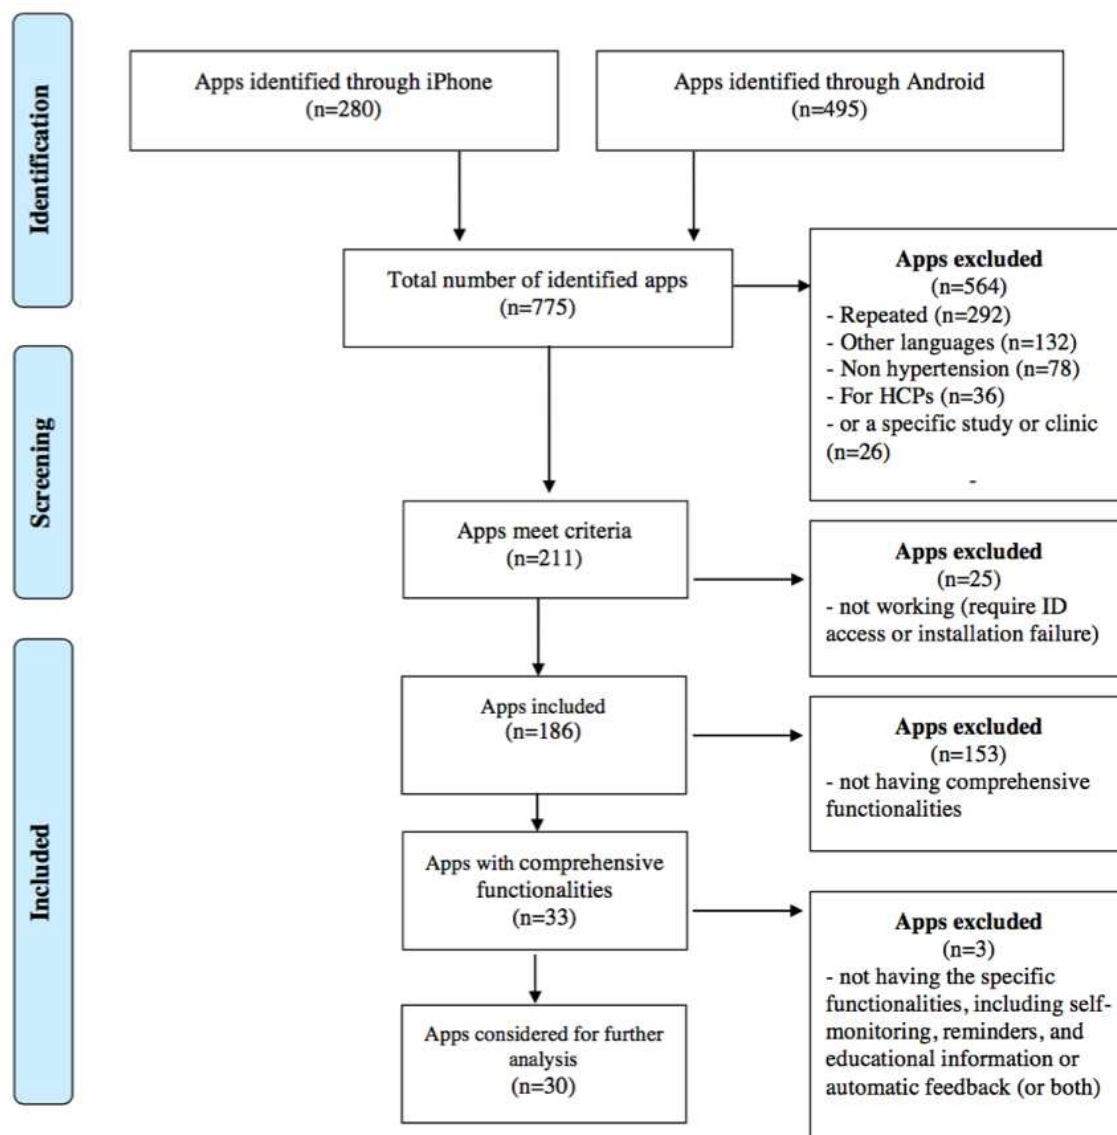 Identification
Apps identified through iPhone
(n=280)
Apps identified through Android
(n=495)
Total number of identified apps
(n=775)
Apps excluded
(n=564)
- Repeated (n=292)
- Other languages (n=132)
- Non hypertension (n=78)
- For HCPs (n=36)
- or a specific study or clinic
(n=26)
-
Screening
Apps meet criteria
(n=211)
Apps excluded
(n=25)
- not working (require ID
access or installation failure)
Included
Apps included
(n=186)
Apps excluded
(n=153)
- not having comprehensive
functionalities
Apps with comprehensive
functionalities
(n=33)
Apps excluded
(n=3)
- not having the specific
functionalities, including self-
monitoring, reminders, and
educational information or
automatic feedback (or both)
Apps considered for further
analysis
(n=30)